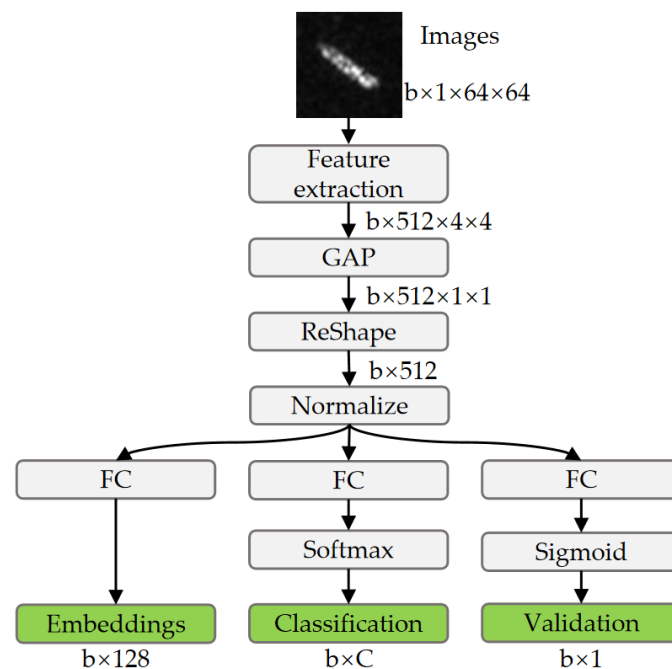 Images
b×1×64×64
Feature
extraction
b×512×4×4
GAP
b×512×1×1
ReShape
b×512
Normalize
FC FC FC
Softmax Sigmoid
Embeddings Classification Validation
b×128 b×C b×1